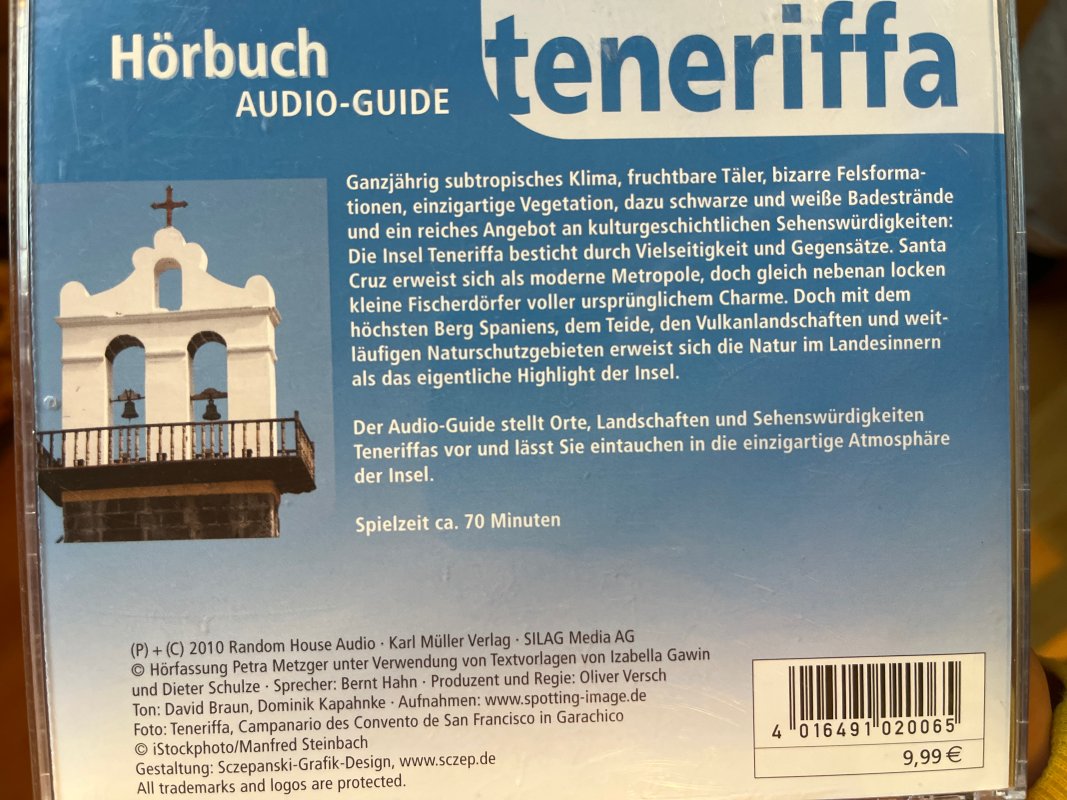 Hörbuch
AUDIO-GUIDE
teneriffa
Ganzjährig subtropisches Klima, fruchtbare Täler, bizarre Felsforma-
tionen, einzigartige Vegetation, dazu schwarze und weiße Badestrände
und ein reiches Angebot an kulturgeschichtlichen Sehenswürdigkeiten:
Die Insel Teneriffa besticht durch Vielseitigkeit und Gegensätze. Santa
Cruz erweist sich als moderne Metropole, doch gleich nebenan locken
kleine Fischerdörfer voller ursprünglichem Charme. Doch mit dem
höchsten Berg Spaniens, dem Teide, den Vulkanlandschaften und weit-
läufigen Naturschutzgebieten erweist sich die Natur im Landesinnern
als das eigentliche Highlight der Insel.
Der Audio-Guide stellt Orte, Landschaften und Sehenswürdigkeiten
Teneriffas vor und lässt Sie eintauchen in die einzigartige Atmosphäre
der Insel.
Spielzeit ca. 70 Minuten
(P) + (C) 2010 Random House Audio · Karl Müller Verlag · SILAG Media AG
© Hörfassung Petra Metzger unter Verwendung von Textvorlagen von Izabella Gawin
und Dieter Schulze · Sprecher: Bernt Hahn · Produzent und Regie: Oliver Versch
Ton: David Braun, Dominik Kapahnke · Aufnahmen: www.spotting-image.de
Foto: Teneriffa, Campanario des Convento de San Francisco in Garachico
© iStockphoto/Manfred Steinbach
Gestaltung: Sczepanski-Grafik-Design, www.sczep.de
All trademarks and logos are protected.
4 016491 020065
9,99 €